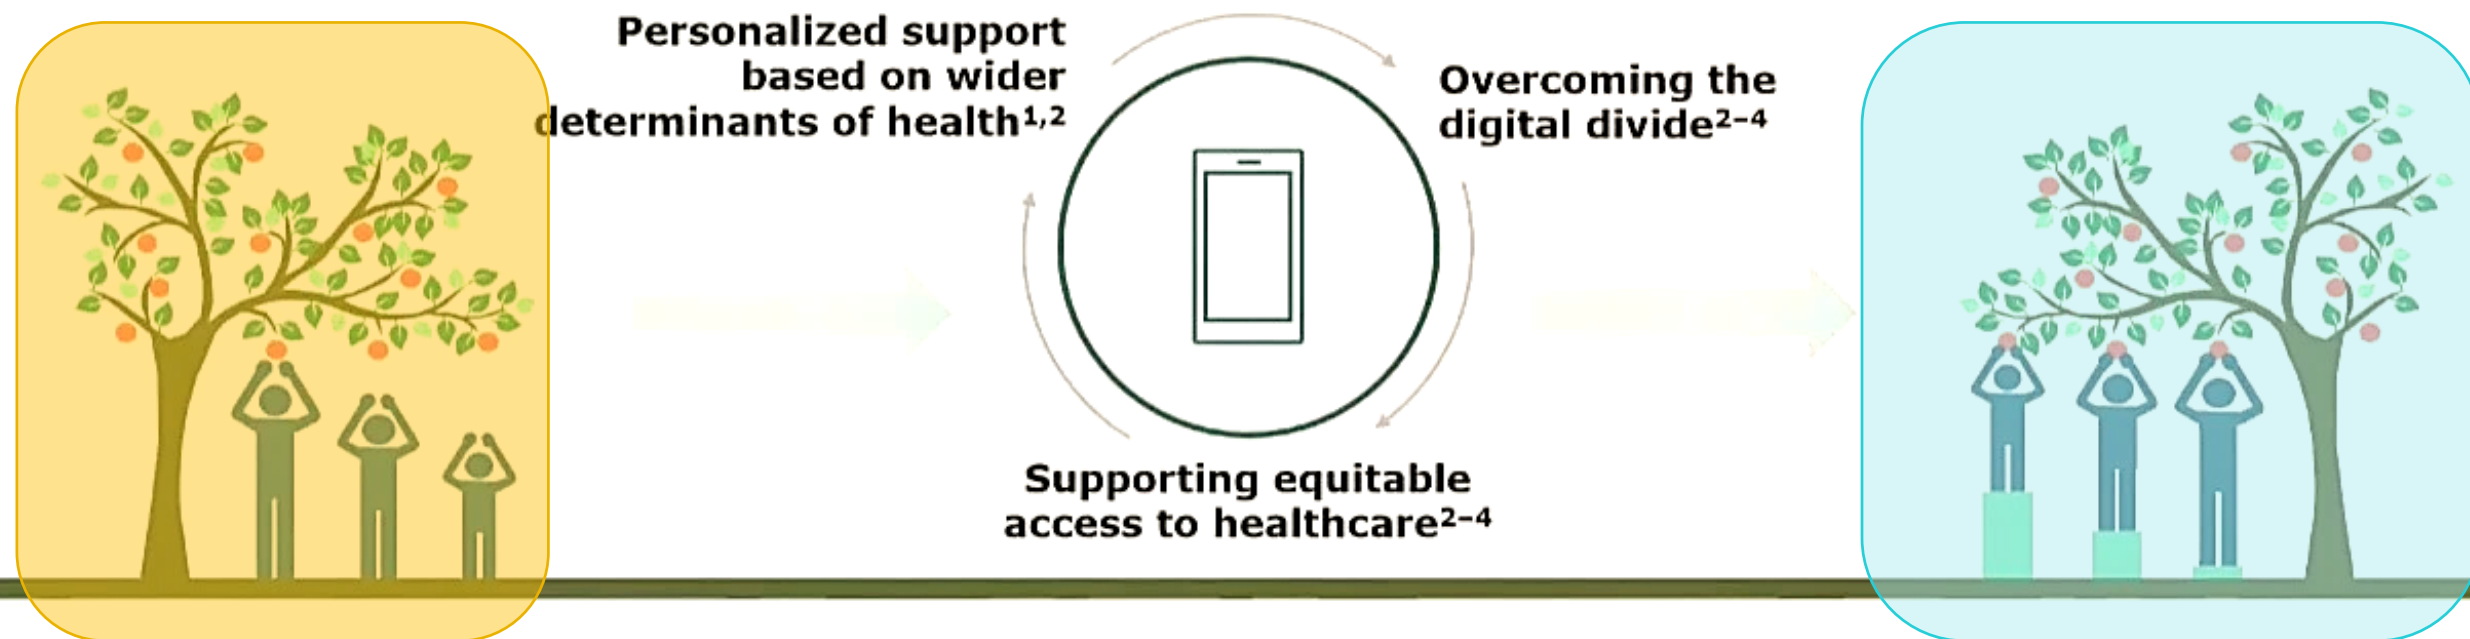 Personalized support
based on wider
determinants of health¹,²
Overcoming the
digital divide²⁻⁴
Supporting equitable
access to healthcare²⁻⁴